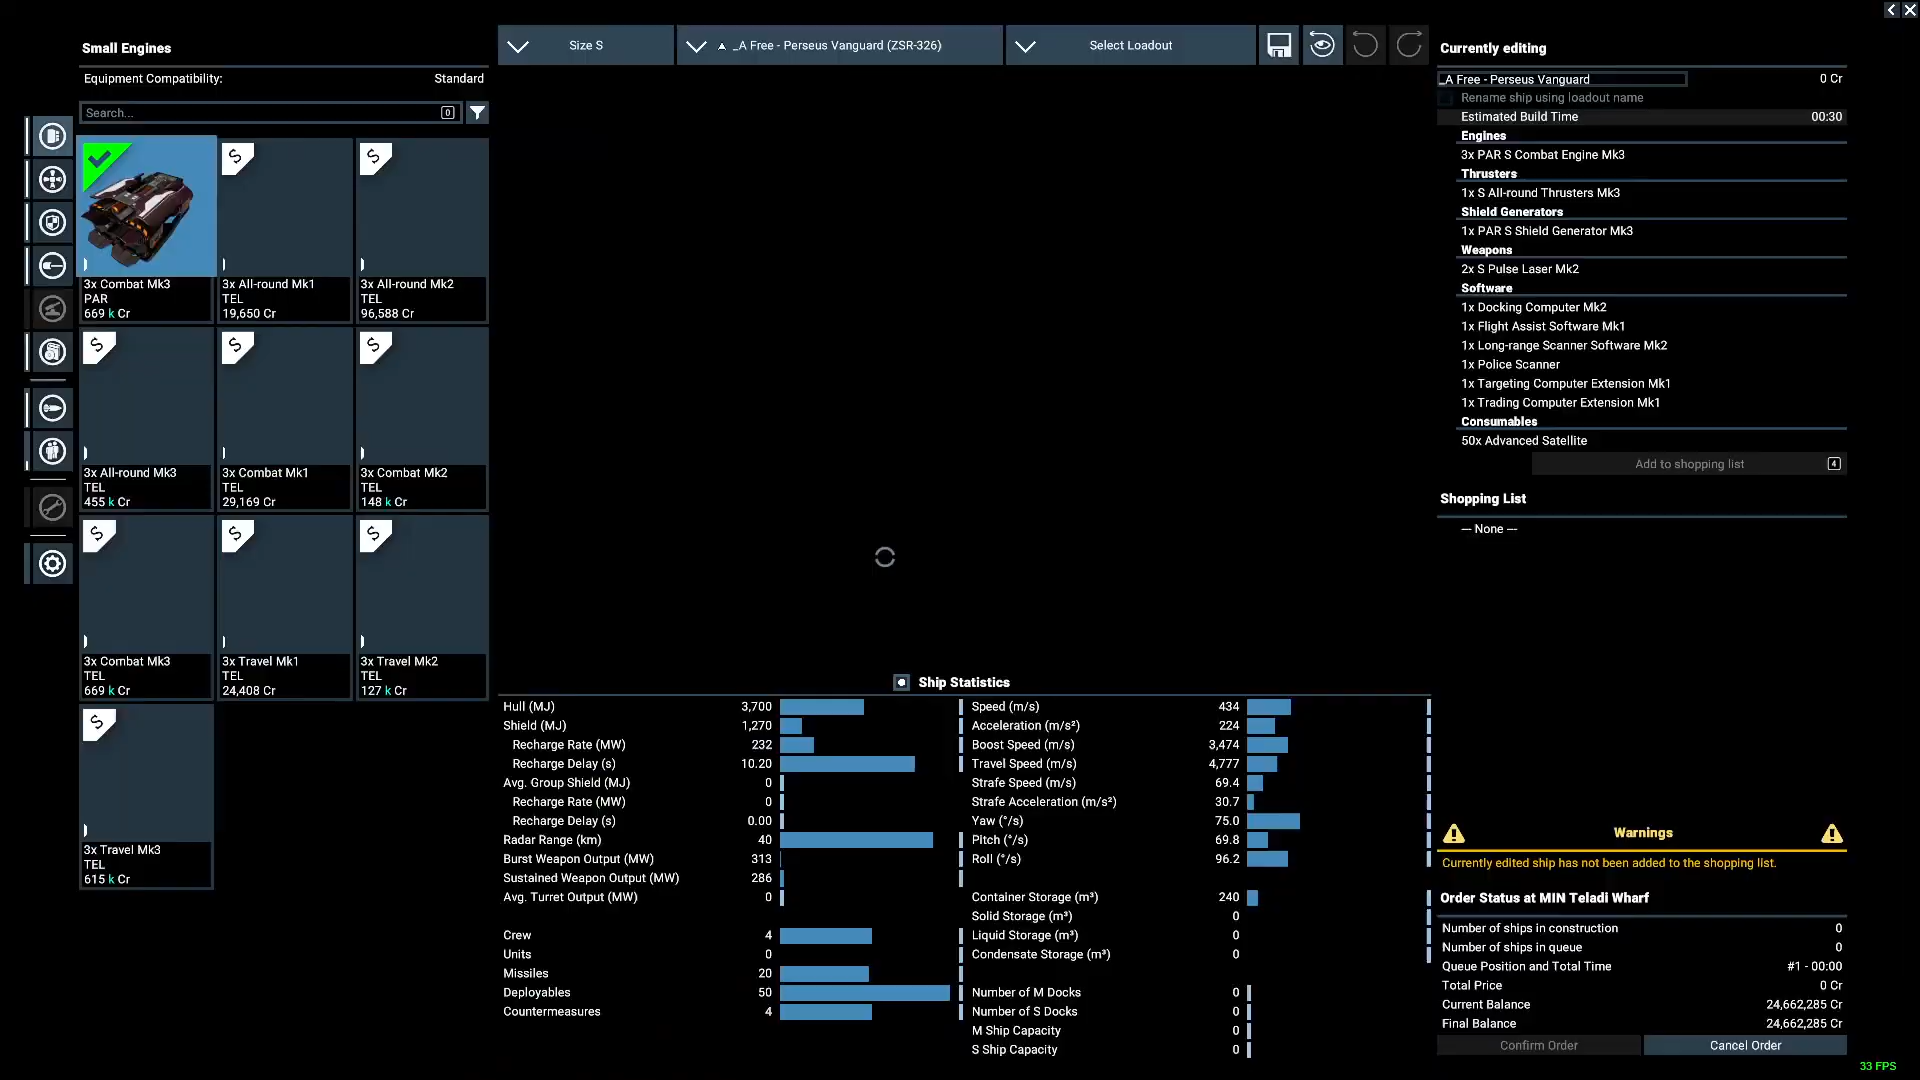 Small Engines
Equipment Compatibility: Standard
Search... 0
3x Combat Mk3
PAR
669 k Cr
3x All-round Mk1
TEL
19,650 Cr
3x All-round Mk2
TEL
96,588 Cr
3x All-round Mk3
TEL
455 k Cr
3x Combat Mk1
TEL
29,169 Cr
3x Combat Mk2
TEL
148 k Cr
3x Combat Mk3
TEL
669 k Cr
3x Travel Mk1
TEL
24,408 Cr
3x Travel Mk2
TEL
127 k Cr
3x Travel Mk3
TEL
615 k Cr
Size S
_A Free - Perseus Vanguard (ZSR-326)
Select Loadout
Ship Statistics
Hull (MJ) 3,700
Shield (MJ) 1,270
Recharge Rate (MW) 232
Recharge Delay (s) 10.20
Avg. Group Shield (MJ) 0
Recharge Rate (MW) 0
Recharge Delay (s) 0.00
Radar Range (km) 40
Burst Weapon Output (MW) 313
Sustained Weapon Output (MW) 286
Avg. Turret Output (MW) 0
Crew 4
Units 0
Missiles 20
Deployables 50
Countermeasures 4
Speed (m/s) 434
Acceleration (m/s²) 224
Boost Speed (m/s) 3,474
Travel Speed (m/s) 4,777
Strafe Speed (m/s) 69.4
Strafe Acceleration (m/s²) 30.7
Yaw (°/s) 75.0
Pitch (°/s) 69.8
Roll (°/s) 96.2
Container Storage (m³) 240
Solid Storage (m³) 0
Liquid Storage (m³) 0
Condensate Storage (m³) 0
Number of M Docks 0
Number of S Docks 0
M Ship Capacity 0
S Ship Capacity 0
Currently editing
_A Free - Perseus Vanguard 0 Cr
Rename ship using loadout name
Estimated Build Time 00:30
Engines
3x PAR S Combat Engine Mk3
Thrusters
1x S All-round Thrusters Mk3
Shield Generators
1x PAR S Shield Generator Mk3
Weapons
2x S Pulse Laser Mk2
Software
1x Docking Computer Mk2
1x Flight Assist Software Mk1
1x Long-range Scanner Software Mk2
1x Police Scanner
1x Targeting Computer Extension Mk1
1x Trading Computer Extension Mk1
Consumables
50x Advanced Satellite
Add to shopping list 4
Shopping List
— None —
Warnings
Currently edited ship has not been added to the shopping list.
Order Status at MIN Teladi Wharf
Number of ships in construction 0
Number of ships in queue 0
Queue Position and Total Time #1 - 00:00
Total Price 0 Cr
Current Balance 24,662,285 Cr
Final Balance 24,662,285 Cr
Confirm Order
Cancel Order
33 FPS